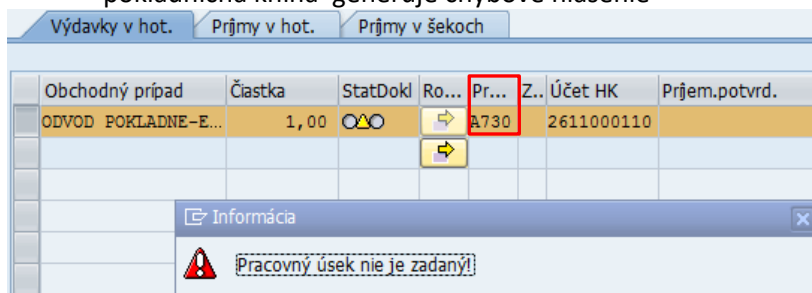 pokladničná kniha generuje chybové hlásenie
Výdavky v hot. Príjmy v hot. Príjmy v šekoch
Obchodný prípad Čiastka StatDokl Ro... Pr... Z.. Účet HK Príjem.potvrd.
ODVOD POKLADNE-E... 1,00 A730 2611000110
Informácia
Pracovný úsek nie je zadaný!